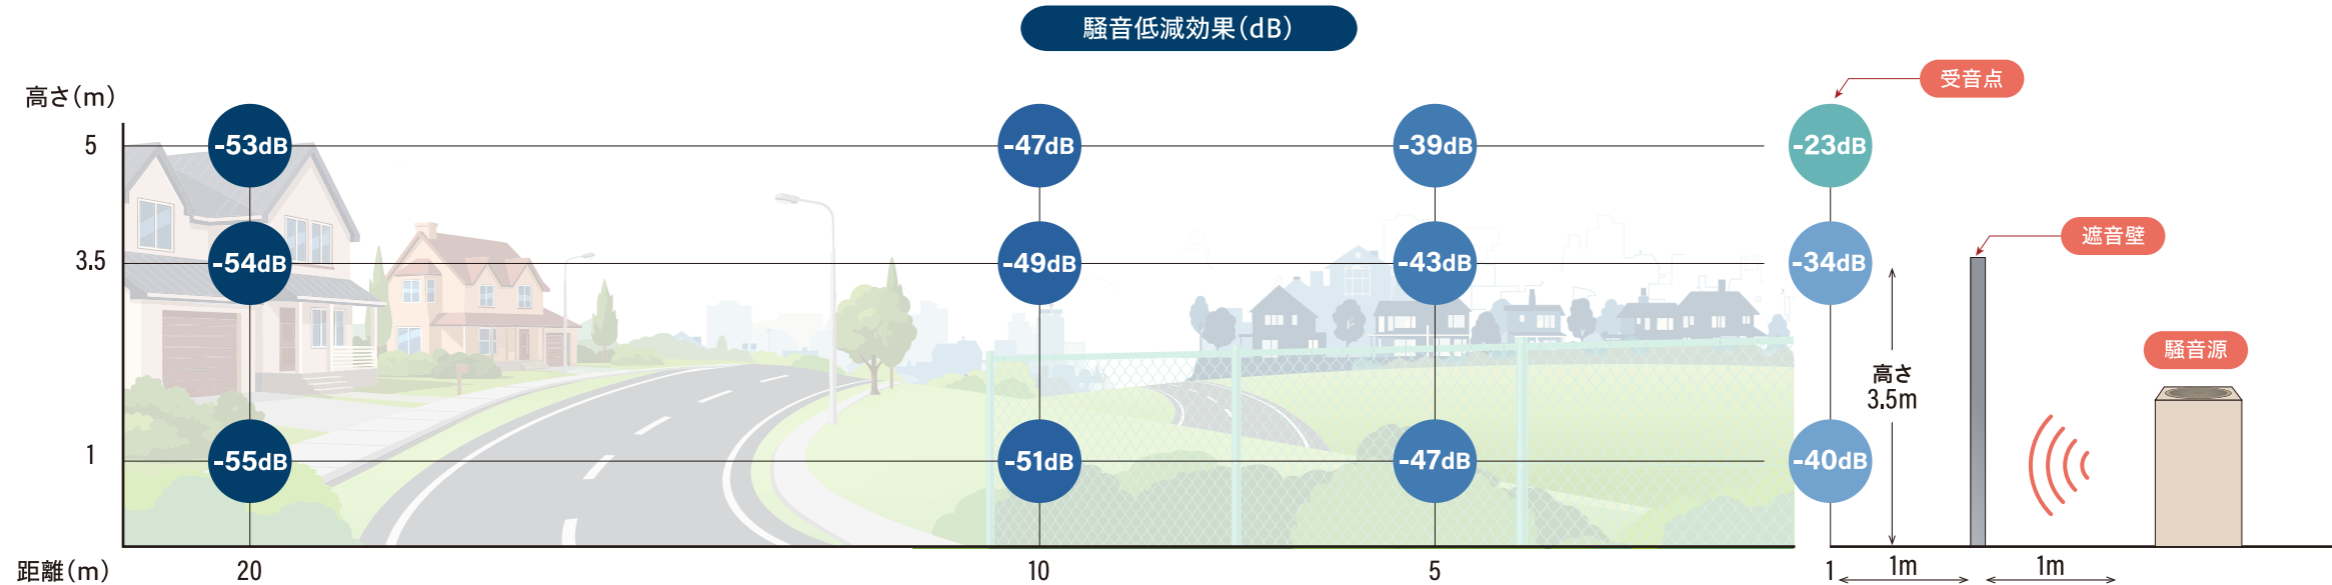 騒音低減効果(dB)
受音点
高さ(m)
5
-53dB
-47dB
-39dB
-23dB
遮音壁
3.5
-54dB
-49dB
-43dB
-34dB
騒音源
高さ
3.5m
1
-55dB
-51dB
-47dB
-40dB
距離(m)
20
10
5
1
1m
1m